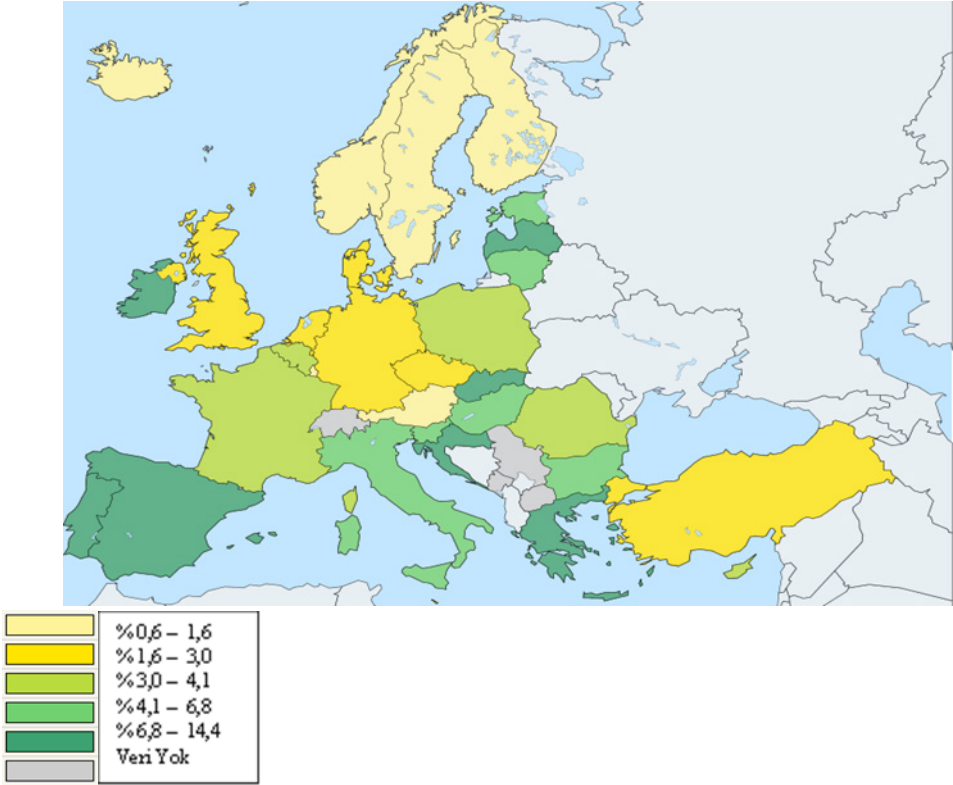 %0,6 – 1,6
%1,6 – 3,0
%3,0 – 4,1
%4,1 – 6,8
%6,8 – 14,4
Veri Yok